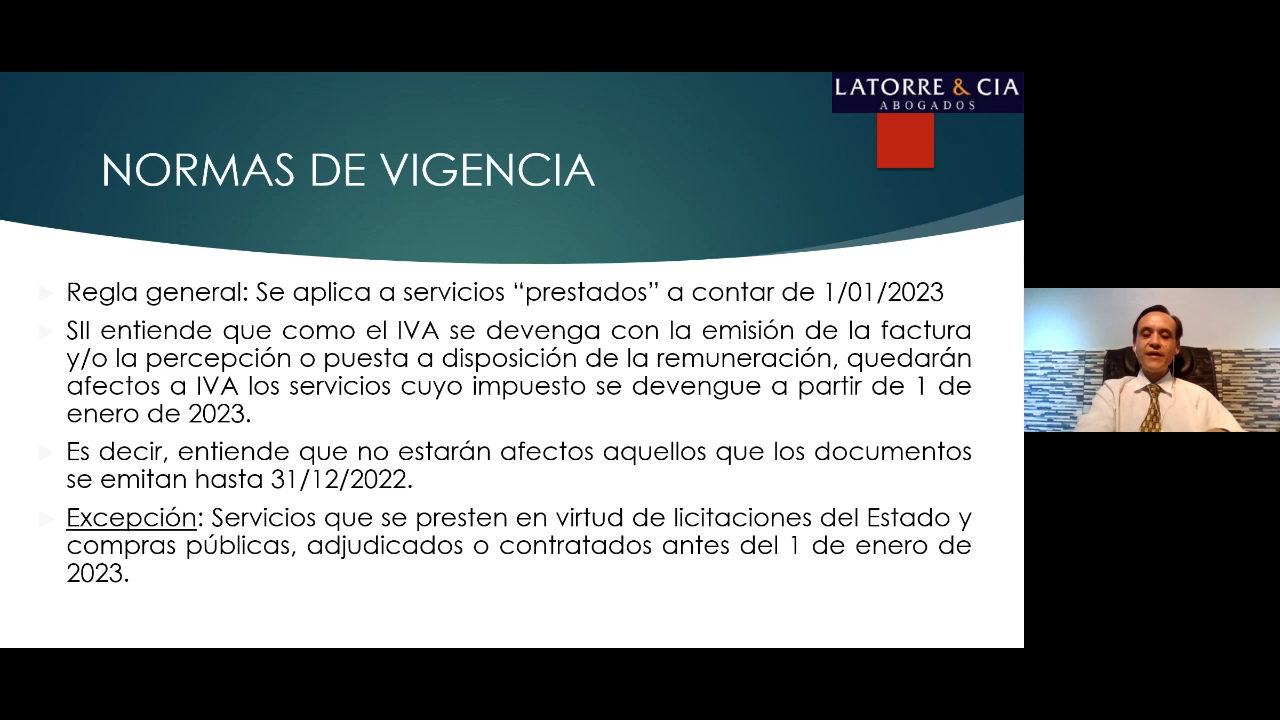 LATORRE & CIA
ABOGADOS
NORMAS DE VIGENCIA
Regla general: Se aplica a servicios “prestados” a contar de 1/01/2023
SII entiende que como el IVA se devenga con la emisión de la factura
y/o la percepción o puesta a disposición de la remuneración, quedarán
afectos a IVA los servicios cuyo impuesto se devengue a partir de 1 de
enero de 2023.
Es decir, entiende que no estarán afectos aquellos que los documentos
se emitan hasta 31/12/2022.
Excepción: Servicios que se presten en virtud de licitaciones del Estado y
compras públicas, adjudicados o contratados antes del 1 de enero de
2023.